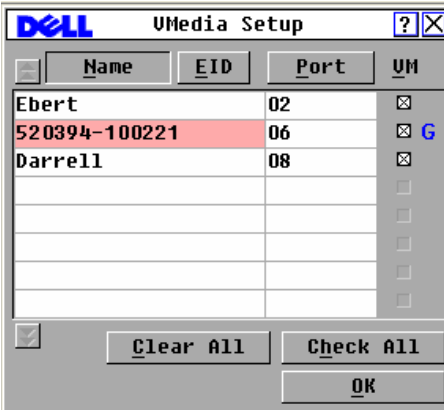 DELL VMedia Setup ? X
Name EID Port VM
Ebert 02
520394-100221 06 G
Darrell 08
Clear All Check All
OK